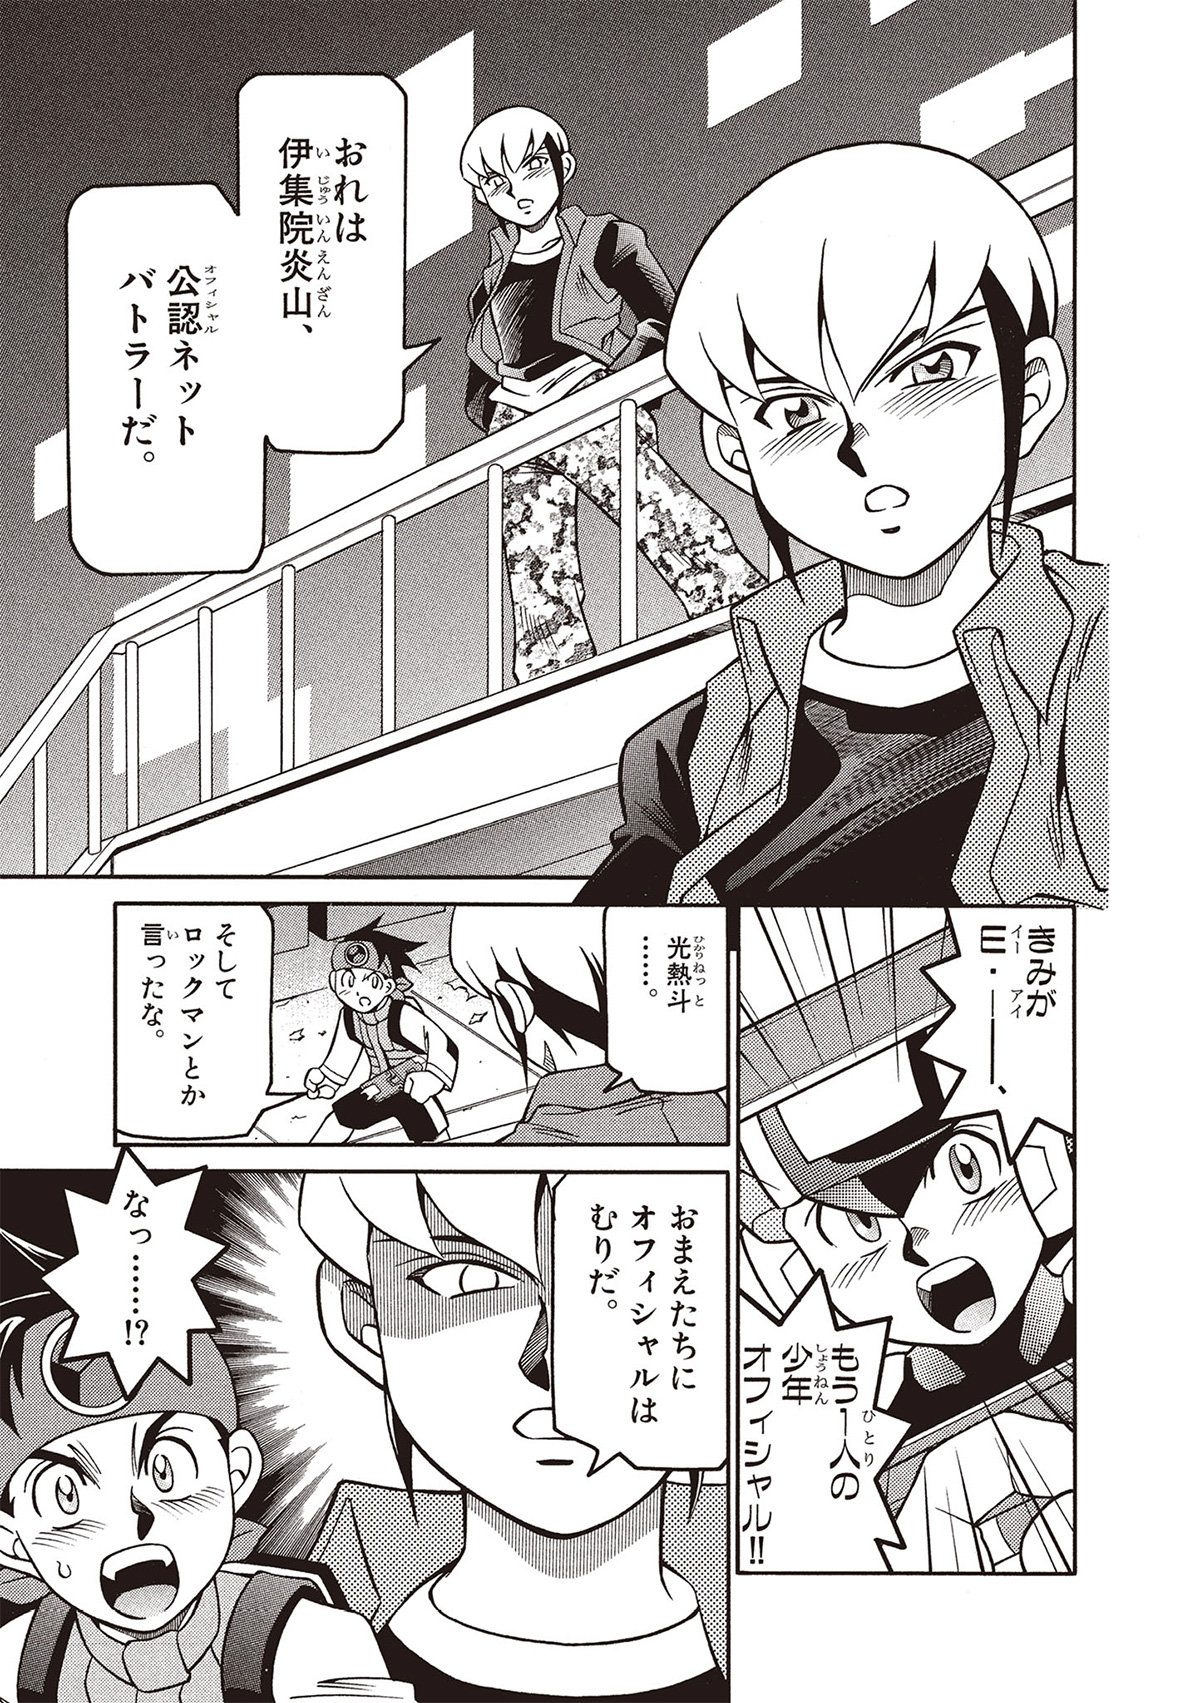 おれは
伊集院炎山、
公認ネット
バトラーだ。
きみが
E・I、
もう一人の
少年
オフィシャル!!
光熱斗
……。
そして
ロックマンとか
言ったな。
おまえたちに
オフィシャルは
むりだ。
なっ……!?